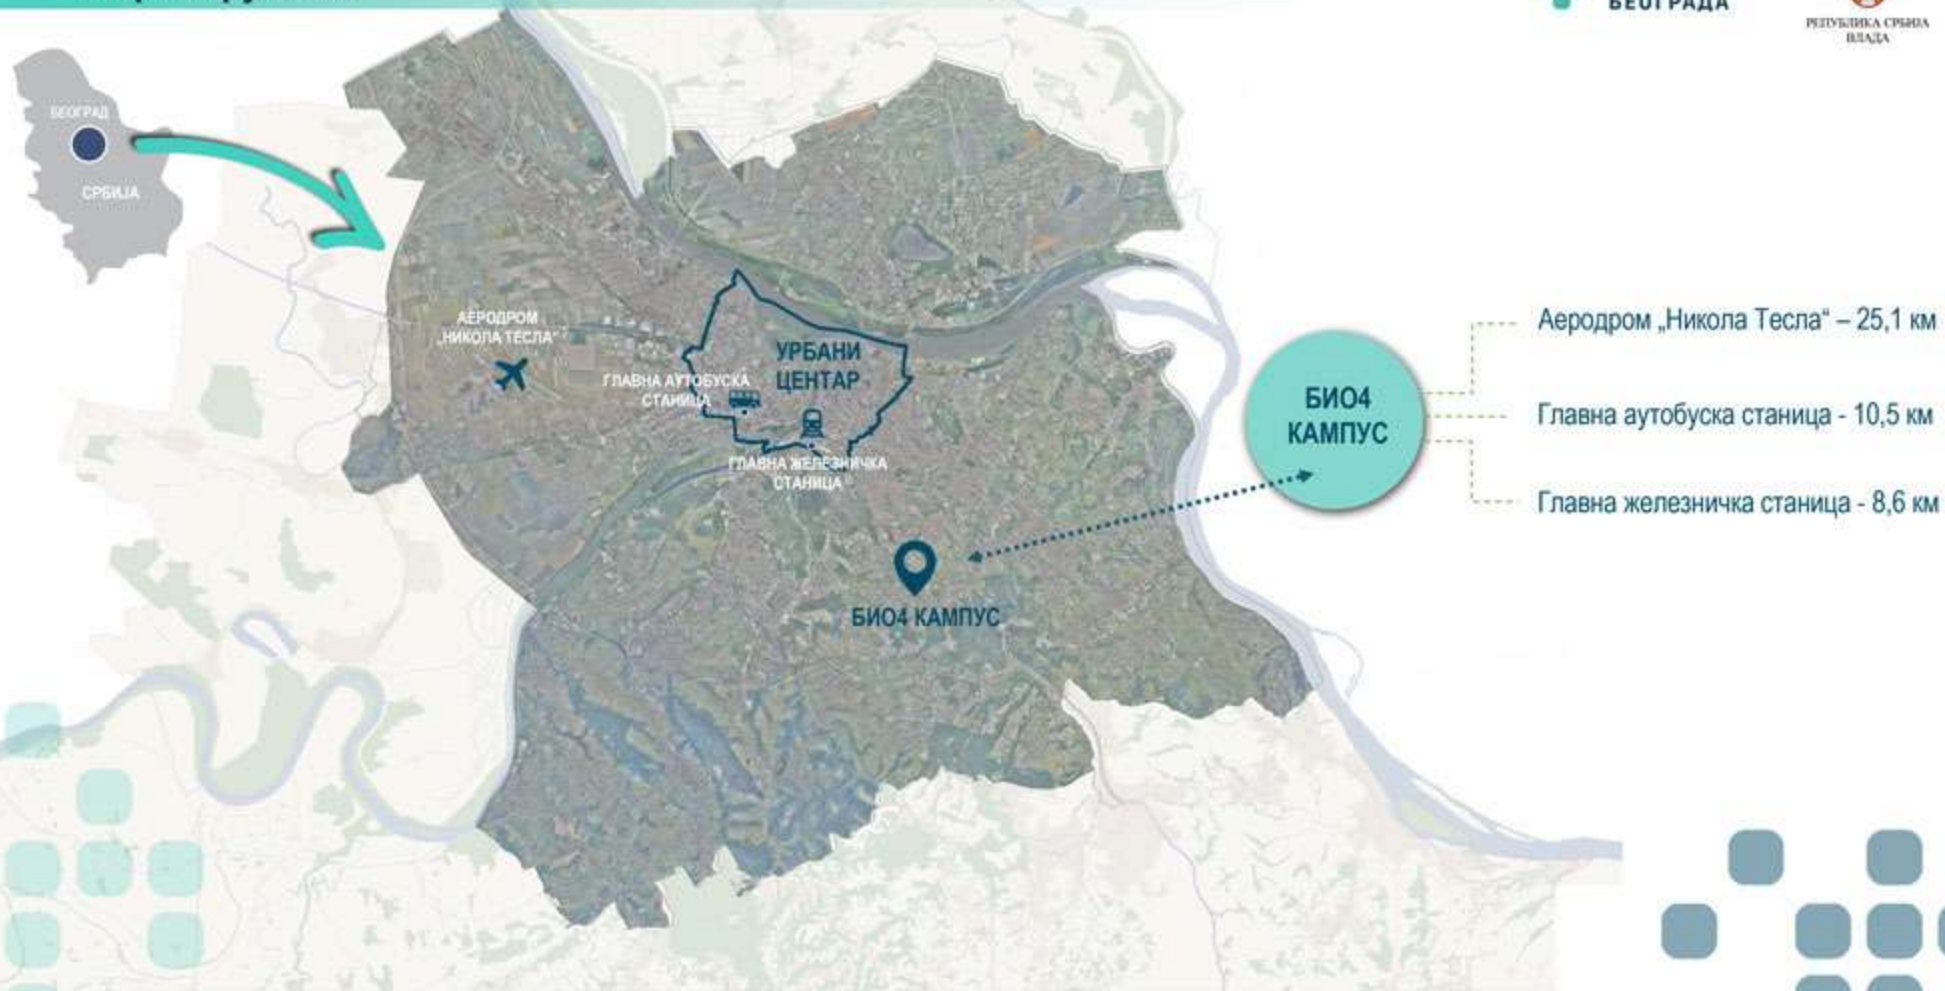 БЕОГРАДА
РЕПУБЛИКА СРБИЈА
ВЛАДА
БЕОГРАД
СРБИЈА
АЕРОДРОМ
„НИКОЛА ТЕСЛА“
УРБАНИ
ЦЕНТАР
ГЛАВНА АУТОБУСКА
СТАНИЦА
ГЛАВНА ЖЕЛЕЗНИЧКА
СТАНИЦА
БИО4 КАМПУС
БИО4
КАМПУС
Аеродром „Никола Тесла“ – 25,1 км
Главна аутобуска станица - 10,5 км
Главна железничка станица - 8,6 км